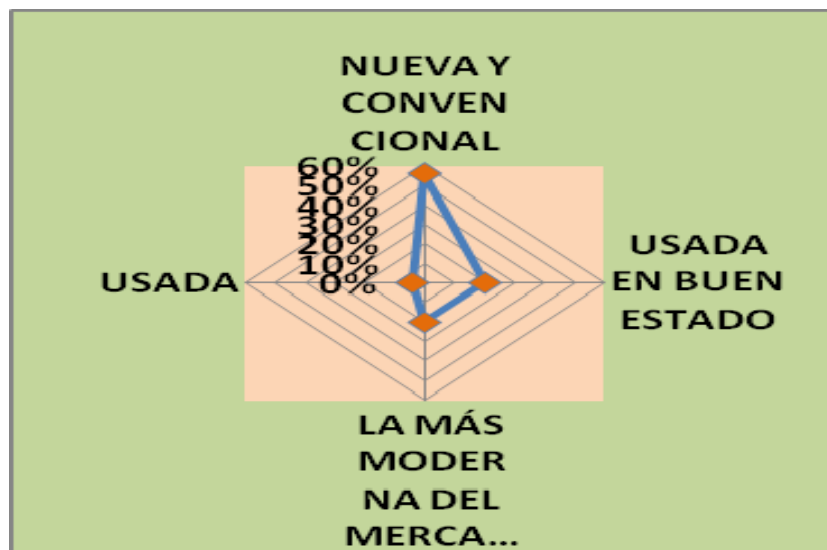 NUEVA Y
CONVEN
CIONAL
60%
50%
40%
30%
20%
10%
0%
USADA
EN BUEN
ESTADO
USADA
LA MÁS
MODER
NA DEL
MERCA...